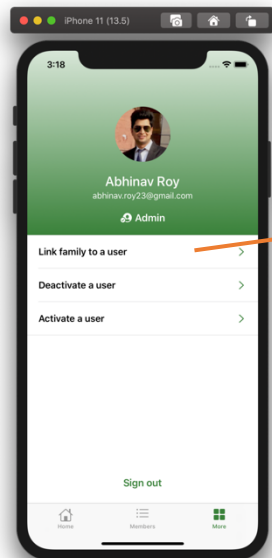 iPhone 11 (13.5)
3:18
Abhinav Roy
abhinav.roy23@gmail.com
Admin
Link family to a user
Deactivate a user
Activate a user
Sign out
Home
Members
More